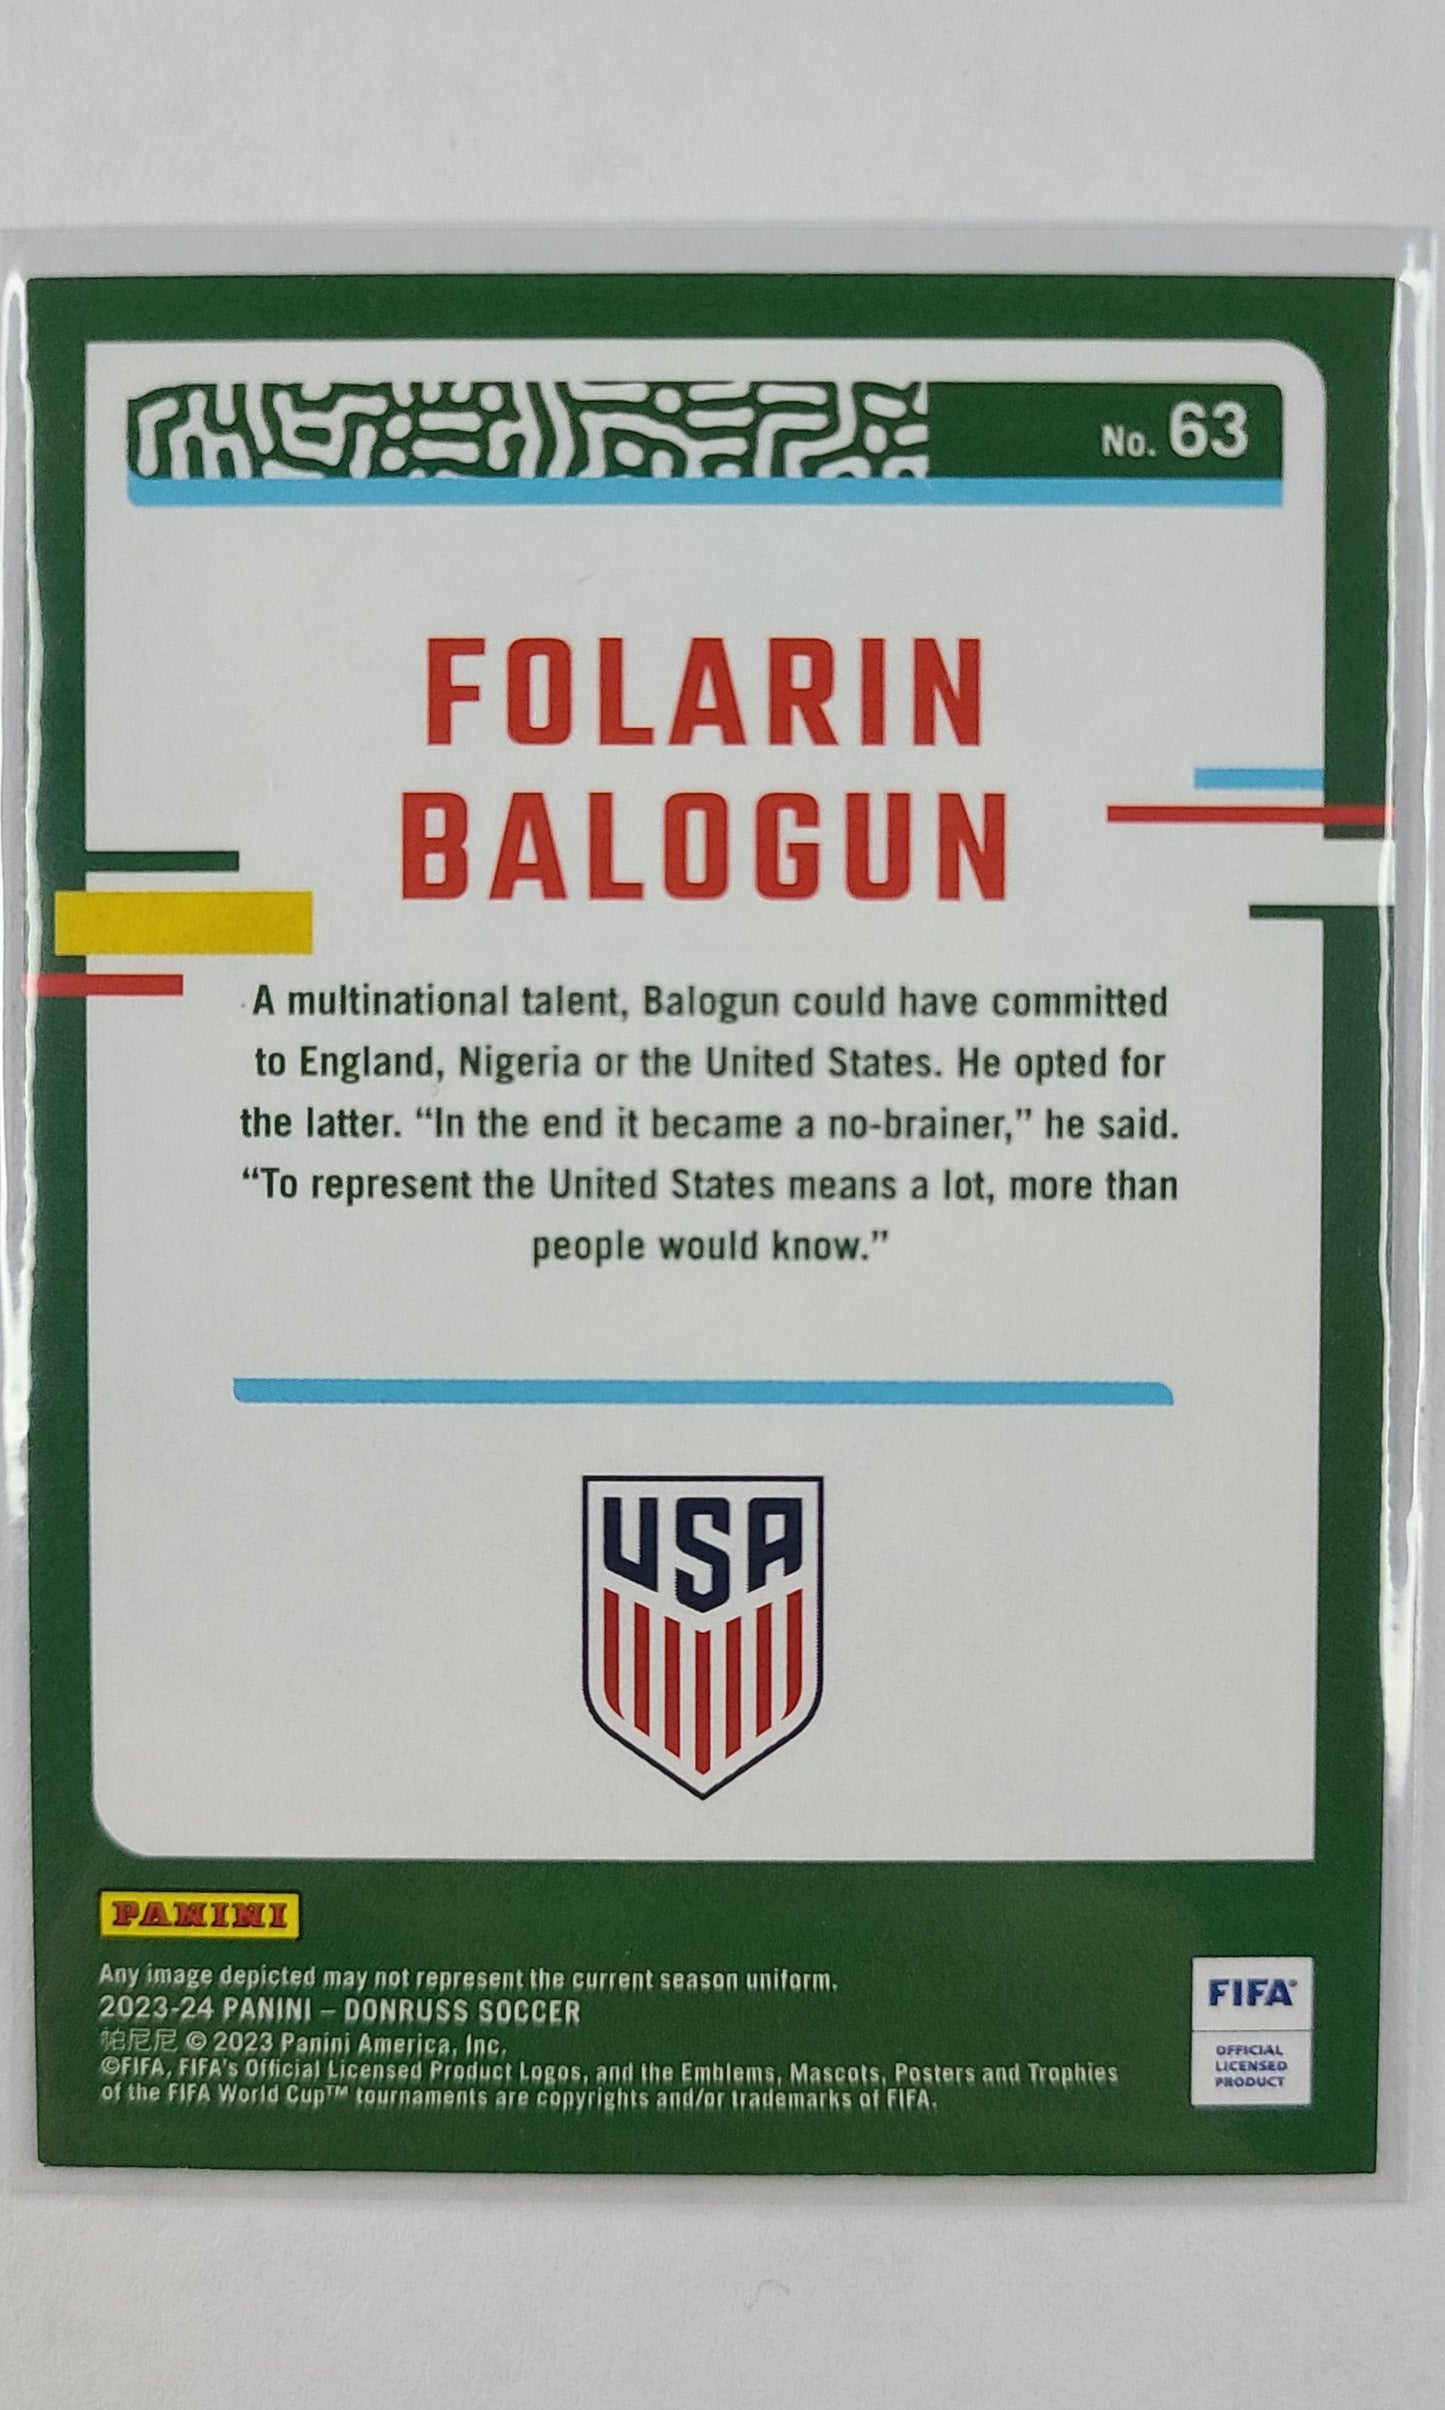 No. 63
FOLARIN
BALOGUN
A multinational talent, Balogun could have committed
to England, Nigeria or the United States. He opted for
the latter. “In the end it became a no-brainer,” he said.
“To represent the United States means a lot, more than
people would know.”
USA
PANINI
Any image depicted may not represent the current season uniform.
2023-24 PANINI – DONRUSS SOCCER
帕尼尼 © 2023 Panini America, Inc.
©FIFA, FIFA's Official Licensed Product Logos, and the Emblems, Mascots, Posters and Trophies
of the FIFA World Cup™ tournaments are copyrights and/or trademarks of FIFA.
FIFA®
OFFICIAL
LICENSED
PRODUCT